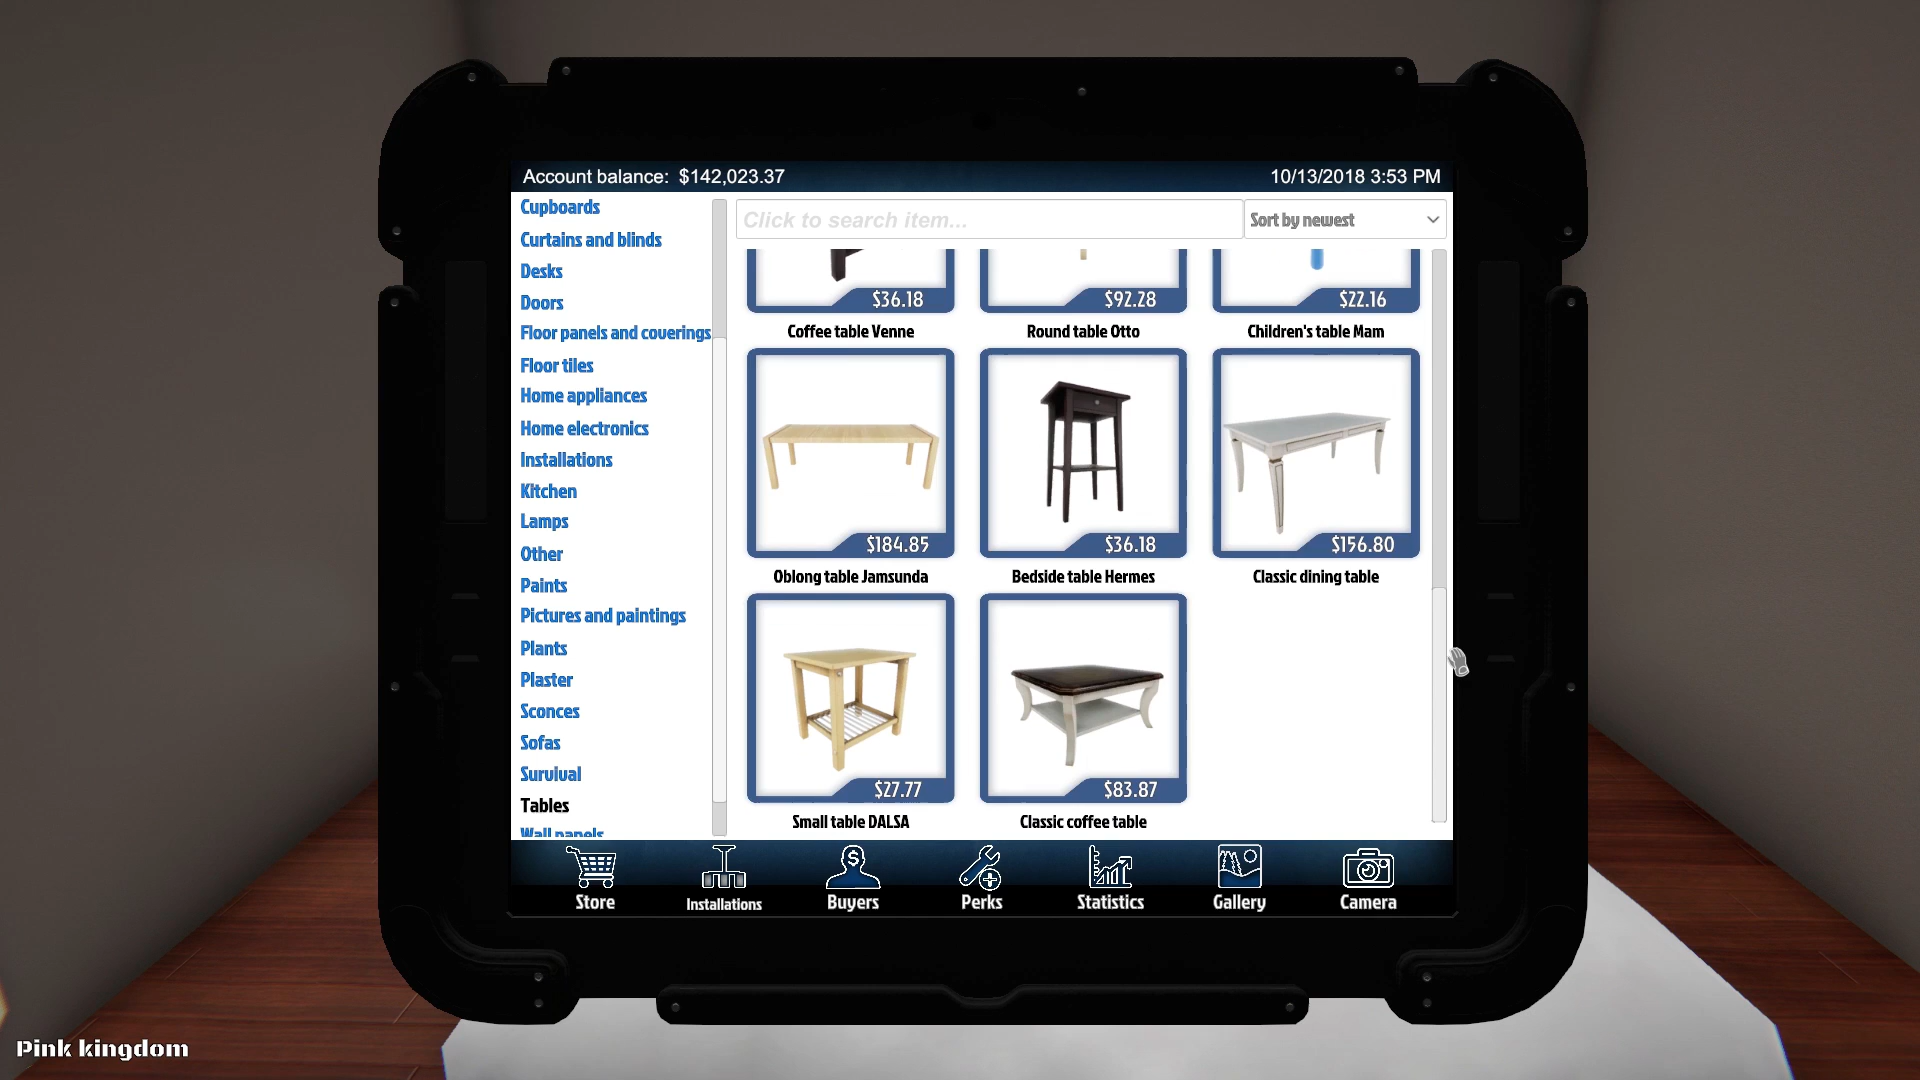 Account balance: $142,023.37
10/13/2018 3:53 PM
Cupboards
Curtains and blinds
Desks
Doors
Floor panels and coverings
Floor tiles
Home appliances
Home electronics
Installations
Kitchen
Lamps
Other
Paints
Pictures and paintings
Plants
Plaster
Sconces
Sofas
Survival
Tables
Wall panels
Click to search item...
Sort by newest
$36.18
$92.28
$22.16
Coffee table Venne
Round table Otto
Children's table Mam
$184.85
$36.18
$156.80
Oblong table Jamsunda
Bedside table Hermes
Classic dining table
$27.77
$83.87
Small table DALSA
Classic coffee table
Store
Installations
Buyers
Perks
Statistics
Gallery
Camera
Pink kingdom